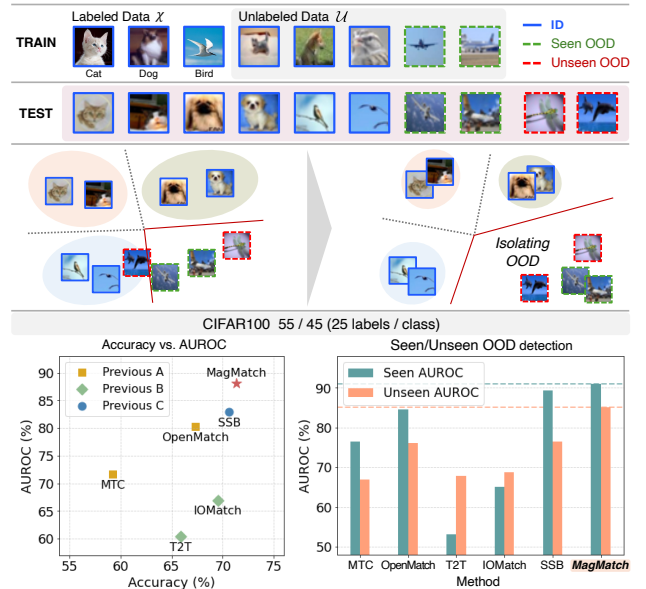 Labeled Data 𝒳
Unlabeled Data 𝒰
TRAIN
Cat
Dog
Bird
ID
Seen OOD
Unseen OOD
TEST
Isolating
OOD
CIFAR100 55 / 45 (25 labels / class)
Accuracy vs. AUROC
AUROC (%)
90
85
80
75
70
65
60
55
60
65
70
75
Accuracy (%)
Previous A
Previous B
Previous C
MagMatch
SSB
OpenMatch
MTC
IOMatch
T2T
Seen/Unseen OOD detection
AUROC (%)
90
80
70
60
50
Seen AUROC
Unseen AUROC
MTC
OpenMatch
T2T
IOMatch
SSB
MagMatch
Method